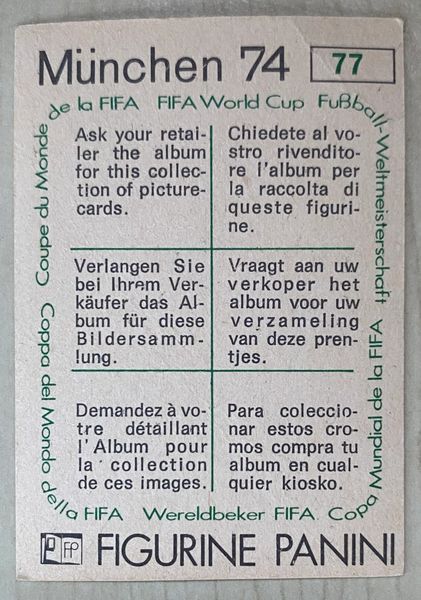 München 74
77
de la FIFA FIFA World Cup Fußball-Weltmeisterschaft
Coupe du Monde
Ask your retai-
ler the album
for this collec-
tion of picture-
cards.
Chiedete al vo-
stro rivendito-
re l'album per
la raccolta di
queste figuri-
ne.
Verlangen Sie
bei Ihrem Ver-
käufer das Al-
bum für diese
Bildersamm-
lung.
Vraagt aan uw
verkoper het
album voor uw
verzameling
van deze pren-
tjes.
Demandez à vo-
tre détaillant
l'Album pour
la collection
de ces images.
Para coleccio-
nar estos cro-
mos compra tu
album en cual-
quier kiosko.
Coppa del Mondo
della FIFA Wereldbeker FIFA Copa Mundial de la FIFA
FP FIGURINE PANINI